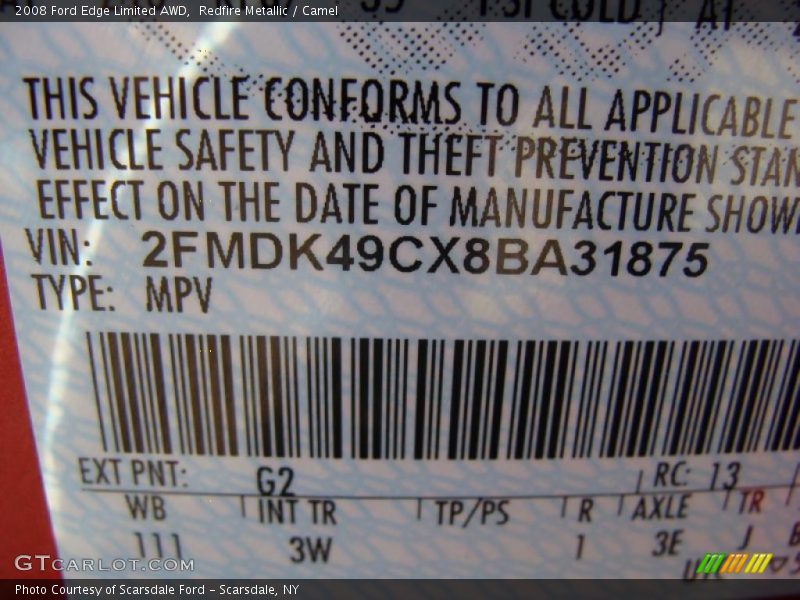 2008 Ford Edge Limited AWD, Redfire Metallic / Camel
PSI COLD AT
THIS VEHICLE CONFORMS TO ALL APPLICABLE
VEHICLE SAFETY AND THEFT PREVENTION STAN
EFFECT ON THE DATE OF MANUFACTURE SHOW
VIN: 2FMDK49CX8BA31875
TYPE: MPV
EXT PNT: G2 RC: 13
WB INT TR TP/PS R AXLE TR
111 3W 1 3E J
GTCARLOT.COM
Photo Courtesy of Scarsdale Ford - Scarsdale, NY